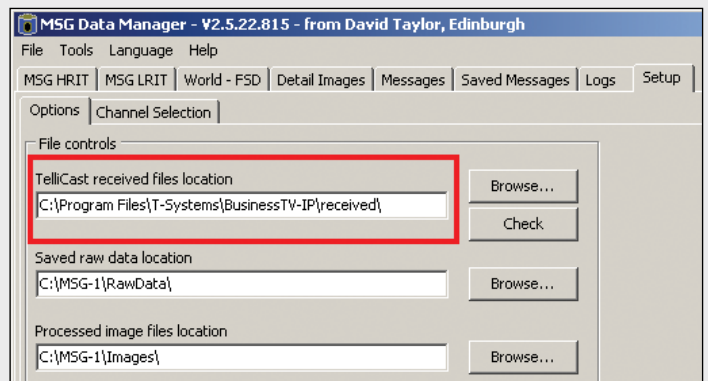 MSG Data Manager - V2.5.22.815 - from David Taylor, Edinburgh
File Tools Language Help
MSG HRIT MSG LRIT World - FSD Detail Images Messages Saved Messages Logs Setup
Options Channel Selection
File controls
TelliCast received files location
C:\Program Files\T-Systems\BusinessTV-IP\received\
Browse...
Check
Saved raw data location
C:\MSG-1\RawData\
Browse...
Processed image files location
C:\MSG-1\Images\
Browse...